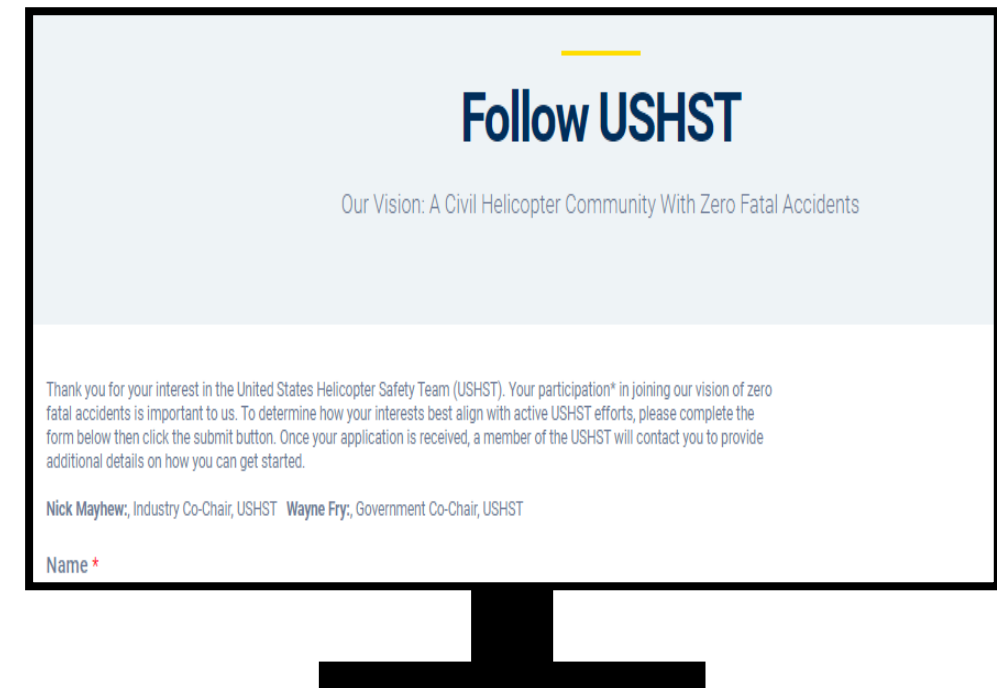 Follow USHST
Our Vision: A Civil Helicopter Community With Zero Fatal Accidents
Thank you for your interest in the United States Helicopter Safety Team (USHST). Your participation* in joining our vision of zero
fatal accidents is important to us. To determine how your interests best align with active USHST efforts, please complete the
form below then click the submit button. Once your application is received, a member of the USHST will contact you to provide
additional details on how you can get started.
Nick Mayhew:, Industry Co-Chair, USHST Wayne Fry:, Government Co-Chair, USHST
Name *